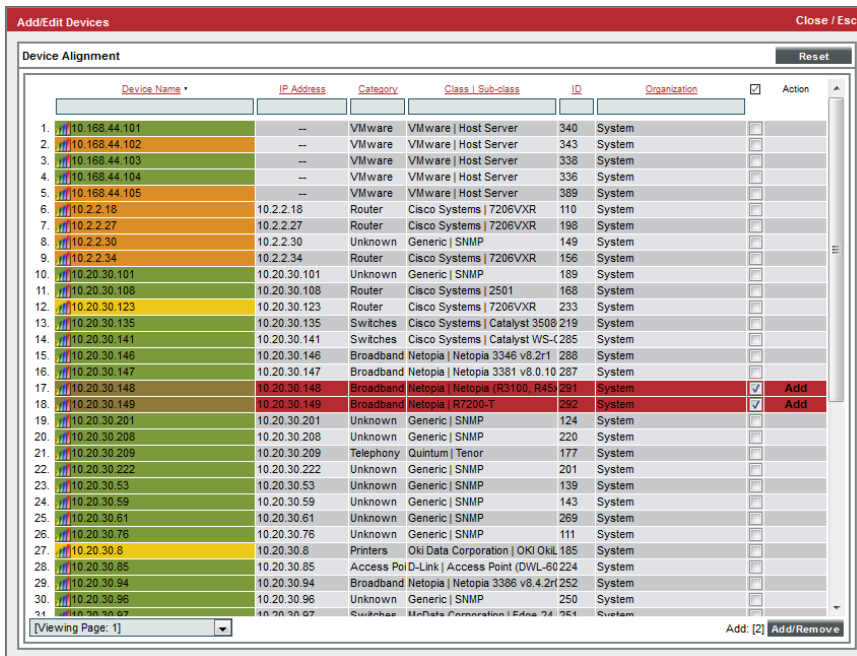 Add/Edit Devices Close / Esc
Device Alignment Reset
Device Name • IP Address Category Class | Sub-class ID Organization Action
1. 10.168.44.101 -- VMware VMware | Host Server 340 System
2. 10.168.44.102 -- VMware VMware | Host Server 343 System
3. 10.168.44.103 -- VMware VMware | Host Server 338 System
4. 10.168.44.104 -- VMware VMware | Host Server 336 System
5. 10.168.44.105 -- VMware VMware | Host Server 389 System
6. 10.2.2.18 10.2.2.18 Router Cisco Systems | 7206VXR 110 System
7. 10.2.2.27 10.2.2.27 Router Cisco Systems | 7206VXR 198 System
8. 10.2.2.30 10.2.2.30 Unknown Generic | SNMP 149 System
9. 10.2.2.34 10.2.2.34 Router Cisco Systems | 7206VXR 156 System
10. 10.20.30.101 10.20.30.101 Unknown Generic | SNMP 189 System
11. 10.20.30.108 10.20.30.108 Router Cisco Systems | 2501 168 System
12. 10.20.30.123 10.20.30.123 Router Cisco Systems | 7206VXR 233 System
13. 10.20.30.135 10.20.30.135 Switches Cisco Systems | Catalyst 3508 219 System
14. 10.20.30.141 10.20.30.141 Switches Cisco Systems | Catalyst WS-C 285 System
15. 10.20.30.146 10.20.30.146 Broadband Netopia | Netopia 3346 v8.2r1 288 System
16. 10.20.30.147 10.20.30.147 Broadband Netopia | Netopia 3381 v8.0.10 287 System
17. 10.20.30.148 10.20.30.148 Broadband Netopia | Netopia (R3100, R45x 291 System Add
18. 10.20.30.149 10.20.30.149 Broadband Netopia | R7200-T 292 System Add
19. 10.20.30.201 10.20.30.201 Unknown Generic | SNMP 124 System
20. 10.20.30.208 10.20.30.208 Unknown Generic | SNMP 220 System
21. 10.20.30.209 10.20.30.209 Telephony Quintum | Tenor 177 System
22. 10.20.30.222 10.20.30.222 Unknown Generic | SNMP 201 System
23. 10.20.30.53 10.20.30.53 Unknown Generic | SNMP 139 System
24. 10.20.30.59 10.20.30.59 Unknown Generic | SNMP 143 System
25. 10.20.30.61 10.20.30.61 Unknown Generic | SNMP 269 System
26. 10.20.30.76 10.20.30.76 Unknown Generic | SNMP 111 System
27. 10.20.30.8 10.20.30.8 Printers Oki Data Corporation | OKI OkiL 185 System
28. 10.20.30.85 10.20.30.85 Access Poi D-Link | Access Point (DWL-60 224 System
29. 10.20.30.94 10.20.30.94 Broadband Netopia | Netopia 3386 v8.4.2r( 252 System
30. 10.20.30.96 10.20.30.96 Unknown Generic | SNMP 250 System
31. 10.20.30.97 10.20.30.97 Switches McData Corporation | Edge 24 251 System
[Viewing Page: 1] Add: [2] Add/Remove